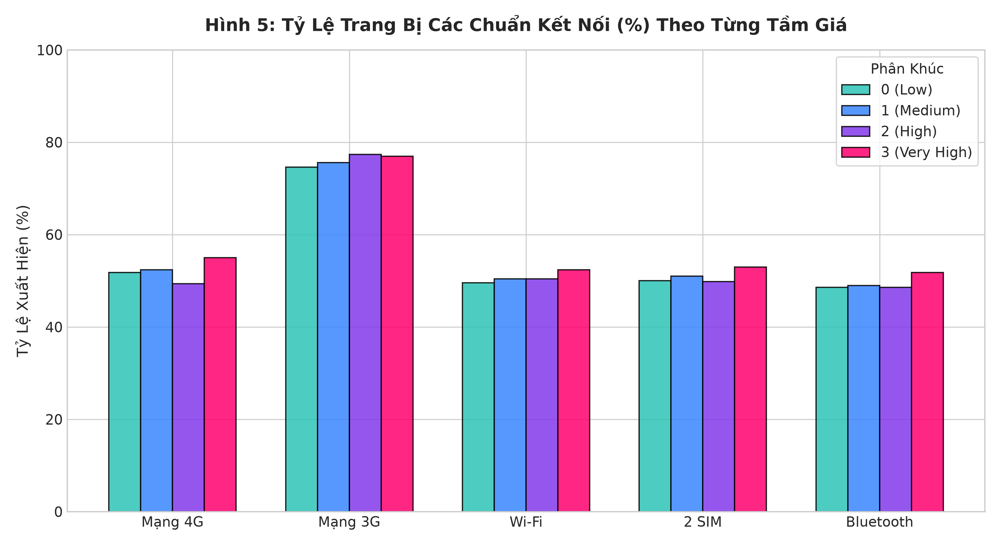 Hình 5: Tỷ Lệ Trang Bị Các Chuẩn Kết Nối (%) Theo Từng Tầm Giá
Tỷ Lệ Xuất Hiện (%)
100
80
60
40
20
0
Phân Khúc
0 (Low)
1 (Medium)
2 (High)
3 (Very High)
Mạng 4G
Mạng 3G
Wi-Fi
2 SIM
Bluetooth